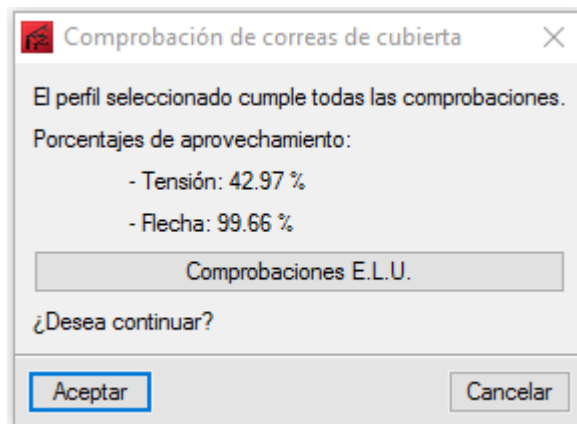 Comprobación de correas de cubierta
El perfil seleccionado cumple todas las comprobaciones.
Porcentajes de aprovechamiento:
- Tensión: 42.97 %
- Flecha: 99.66 %
Comprobaciones E.L.U.
¿Desea continuar?
Aceptar
Cancelar